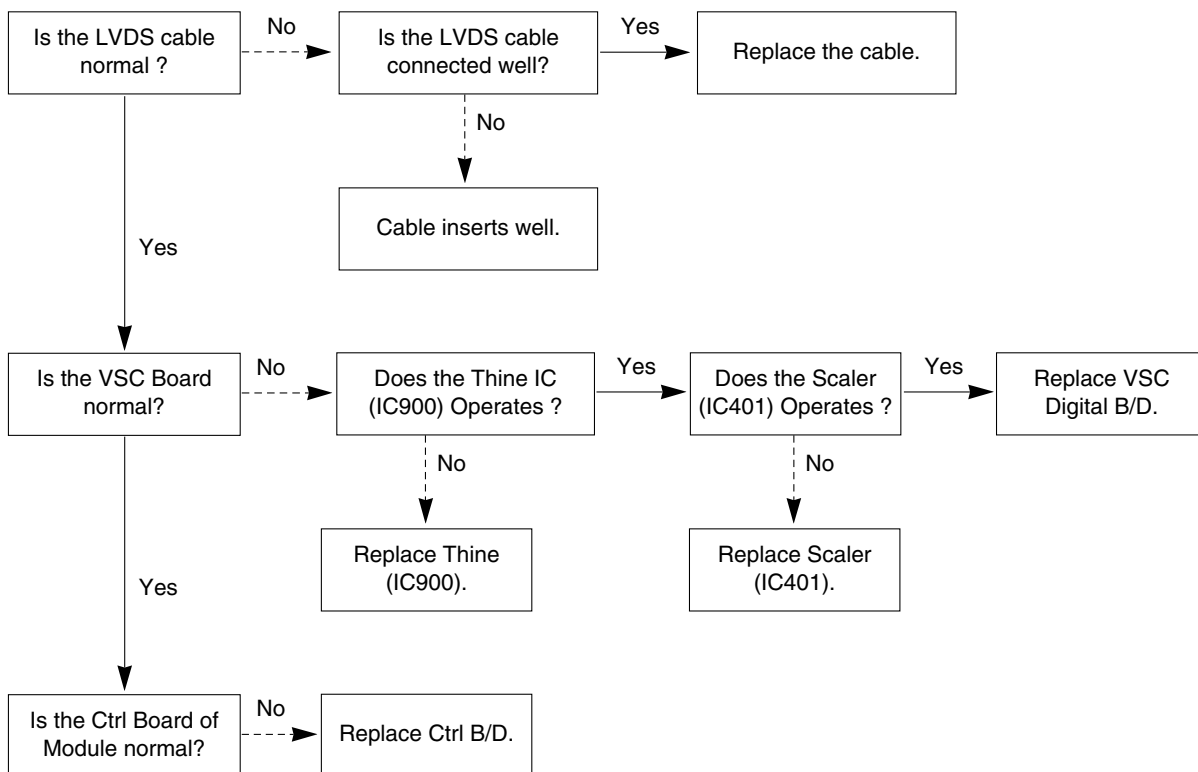 Is the LVDS cable
normal ?
No
Is the LVDS cable
connected well?
Yes
Replace the cable.
No
Cable inserts well.
Yes
Is the VSC Board
normal?
No
Does the Thine IC
(IC900) Operates ?
Yes
Does the Scaler
(IC401) Operates ?
Yes
Replace VSC
Digital B/D.
No
Replace Thine
(IC900).
No
Replace Scaler
(IC401).
Yes
Is the Ctrl Board of
Module normal?
No
Replace Ctrl B/D.